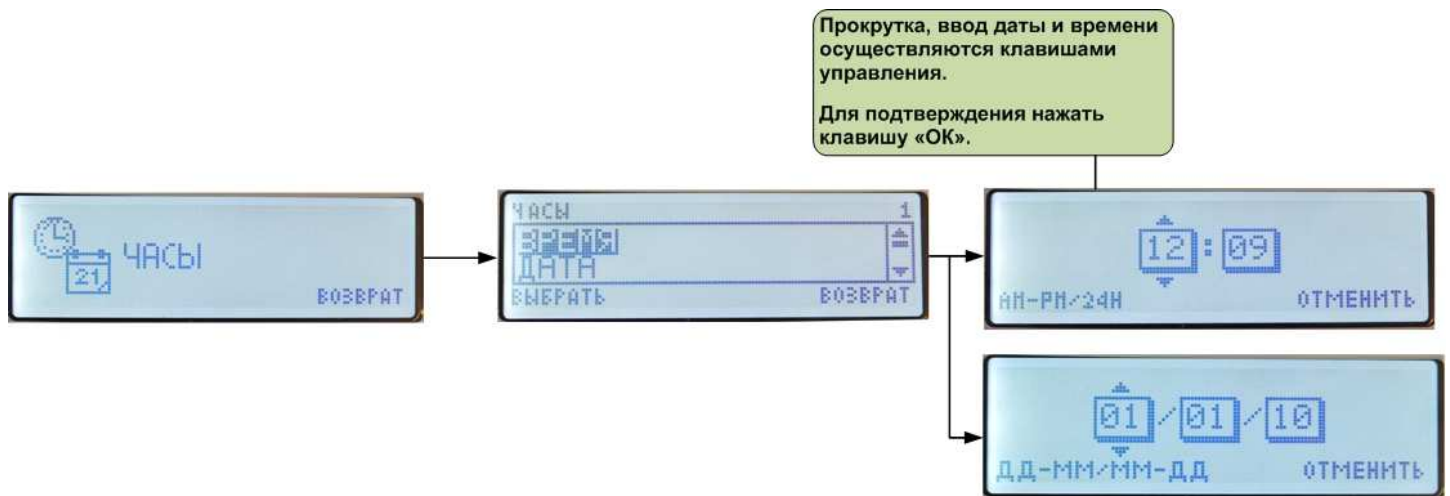 Прокрутка, ввод даты и времени
осуществляются клавишами
управления.
Для подтверждения нажать
клавишу «ОК».
ЧАСЫ
21
ВОЗВРАТ
ЧАСЫ 1
ВРЕМЯ
ДАТА
ВЫБРАТЬ ВОЗВРАТ
12:09
AM-PM/24H ОТМЕНИТЬ
01/01/10
ДД-ММ/ММ-ДД ОТМЕНИТЬ